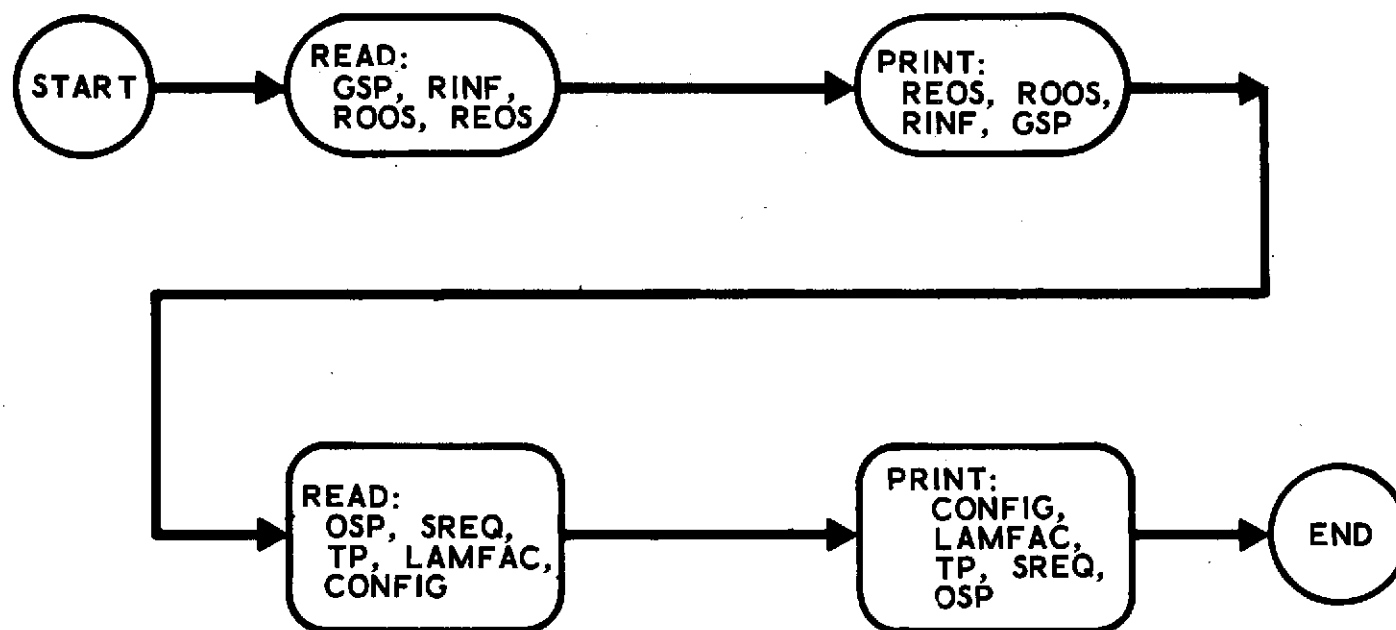 START
READ:
GSP, RINF,
ROOS, REOS
PRINT:
REOS, ROOS,
RINF, GSP
READ:
OSP, SREQ,
TP, LAMFAC,
CONFIG
PRINT:
CONFIG,
LAMFAC,
TP, SREQ,
OSP
END